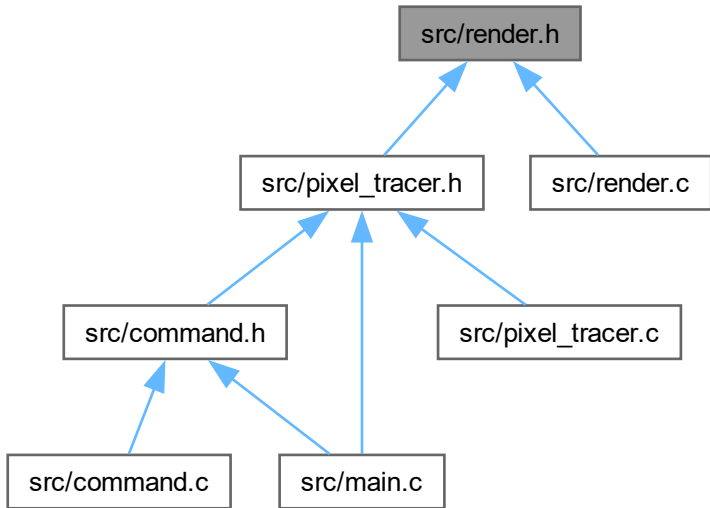 src/render.h
src/pixel_tracer.h
src/render.c
src/command.h
src/pixel_tracer.c
src/command.c
src/main.c